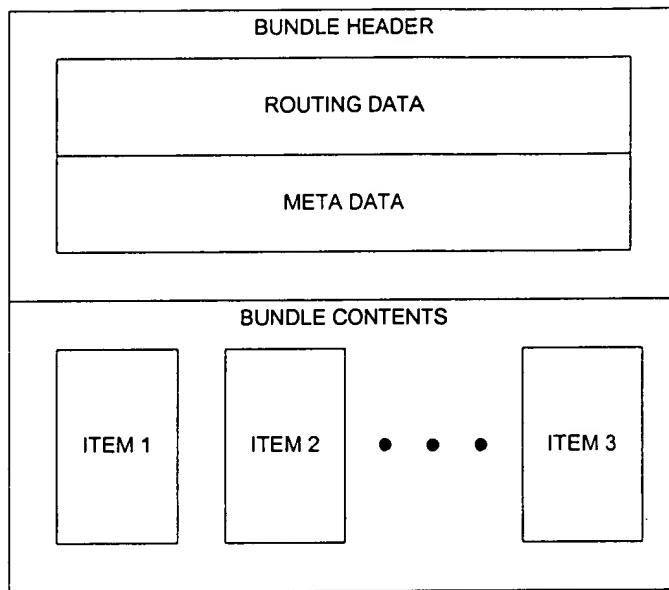 BUNDLE HEADER
ROUTING DATA
META DATA
BUNDLE CONTENTS
ITEM 1
ITEM 2
ITEM 3